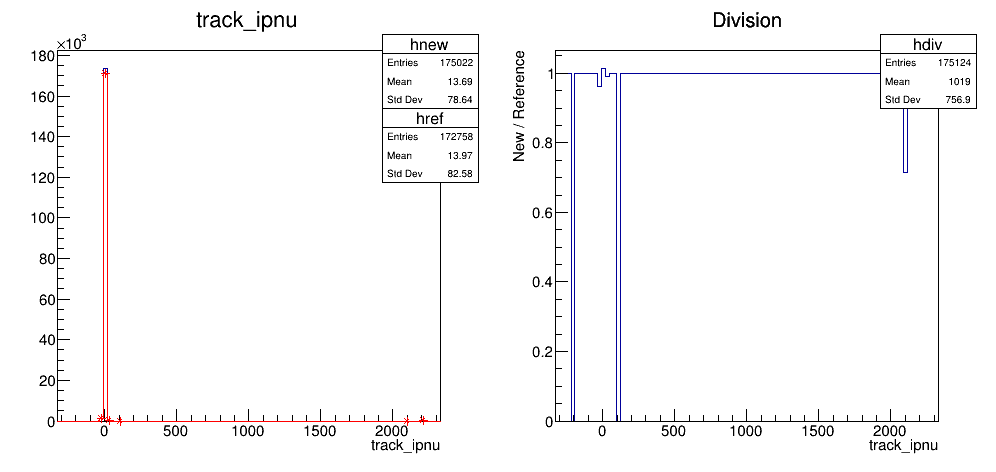 track_ipnu
×10³
180
160
140
120
100
80
60
40
20
0
0 500 1000 1500 2000
track_ipnu
hnew
Entries 175022
Mean 13.69
Std Dev 78.64
href
Entries 172758
Mean 13.97
Std Dev 82.58
Division
New / Reference
1
0.8
0.6
0.4
0.2
0
0 500 1000 1500 2000
track_ipnu
hdiv
Entries 175124
Mean 1019
Std Dev 756.9